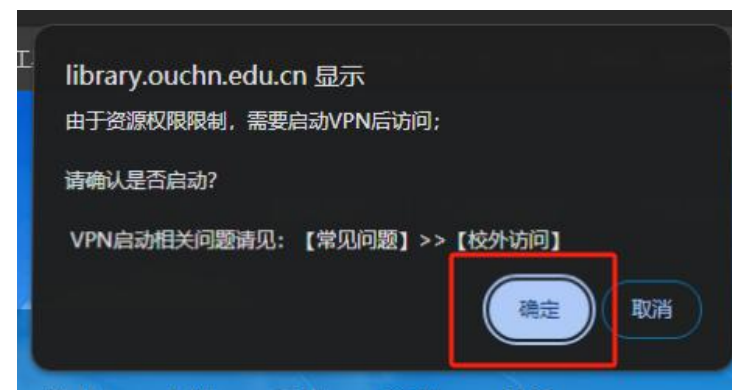 工
library.ouchn.edu.cn 显示
由于资源权限限制，需要启动VPN后访问；
请确认是否启动?
VPN启动相关问题请见：【常见问题】>>【校外访问】
确定
取消